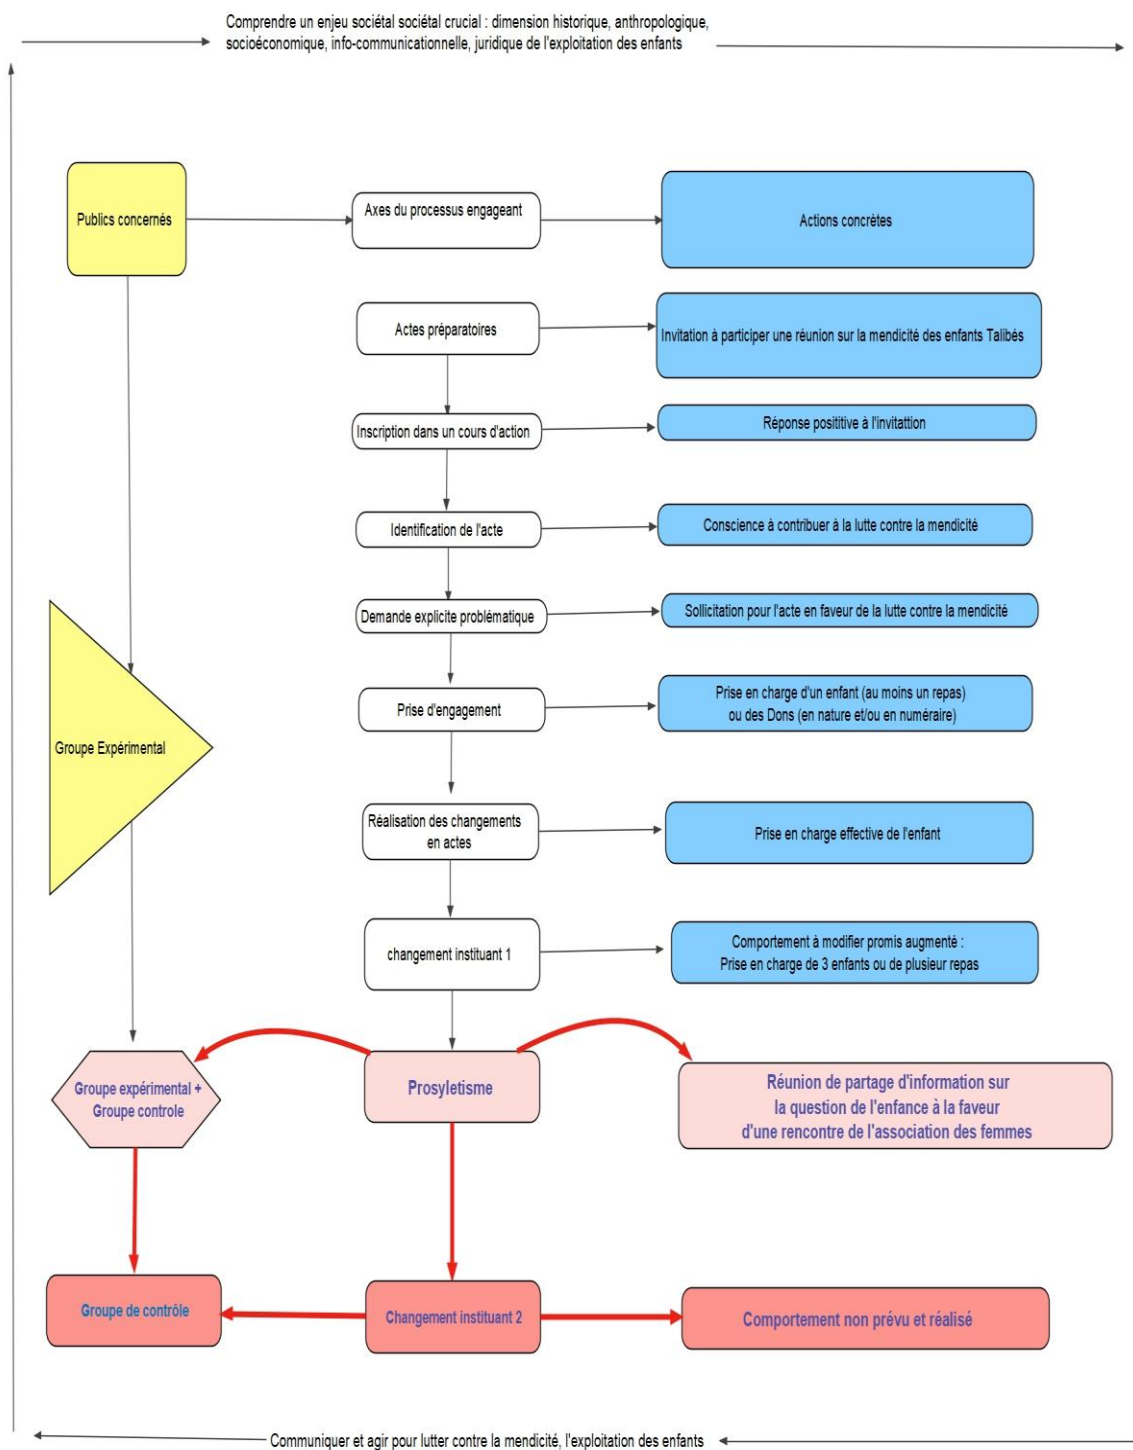 Comprendre un enjeu sociétal sociétal crucial : dimension historique, anthropologique,
socioéconomique, info-communicationnelle, juridique de l'exploitation des enfants
Publics concernés
Axes du processus engageant
Actions concrètes
Actes préparatoires
Invitation à participer une réunion sur la mendicité des enfants Talibés
Inscription dans un cours d'action
Réponse posititive à l'invitattion
Identification de l'acte
Conscience à contribuer à la lutte contre la mendicité
Demande explicite problématique
Sollicitation pour l'acte en faveur de la lutte contre la mendicité
Groupe Expérimental
Prise d'engagement
Prise en charge d'un enfant (au moins un repas)
ou des Dons (en nature et/ou en numéraire)
Réalisation des changements
en actes
Prise en charge effective de l'enfant
changement instituant 1
Comportement à modifier promis augmenté :
Prise en charge de 3 enfants ou de plusieur repas
Groupe expérimental +
Groupe controle
Prosyletisme
Réunion de partage d'information sur
la question de l'enfance à la faveur
d'une rencontre de l'association des femmes
Groupe de contrôle
Changement instituant 2
Comportement non prévu et réalisé
Communiquer et agir pour lutter contre la mendicité, l'exploitation des enfants